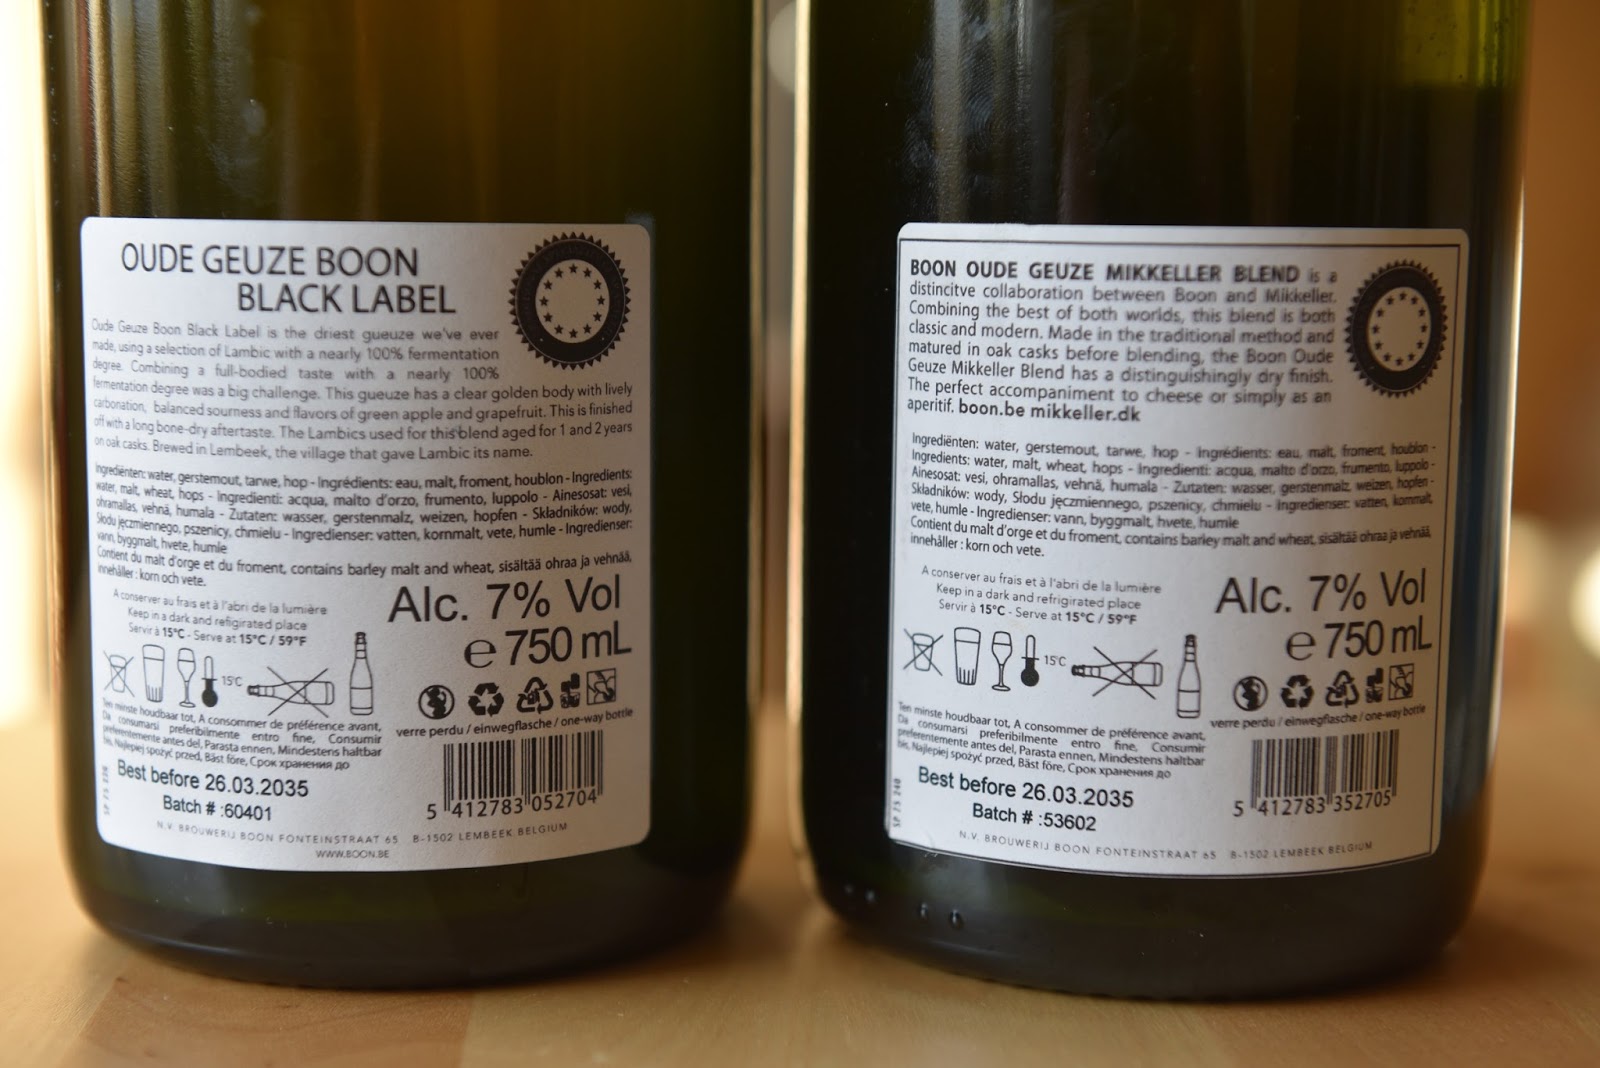 OUDE GEUZE BOON
BLACK LABEL
Oude Geuze Boon Black Label is the driest gueuze we've ever
made, using a selection of Lambic with a nearly 100% fermentation
degree. Combining a full-bodied taste with a nearly 100%
fermentation degree was a big challenge. This gueuze has a clear golden body with lively
carbonation, balanced sourness and flavors of green apple and grapefruit. This is finished
off with a long bone-dry aftertaste. The Lambics used for this blend aged for 1 and 2 years
on oak casks. Brewed in Lembeek, the village that gave Lambic its name.
Ingrediënten: water, gerstemout, tarwe, hop - Ingrédients: eau, malt, froment, houblon - Ingredients:
water, malt, wheat, hops - Ingredienti: acqua, malto d'orzo, frumento, luppolo - Ainesosat: vesi,
ohramallas, vehnä, humala - Zutaten: wasser, gerstenmalz, weizen, hopfen - Składników: wody,
Słodu jęczmiennego, pszenicy, chmielu - Ingredienser: vatten, kornmalt, vete, humle - Ingredienser:
vann, byggmalt, hvete, humle
Contient du malt d'orge et du froment, contains barley malt and wheat, sisältää ohraa ja vehnää,
innehåller : korn och vete.
A conserver au frais et à l'abri de la lumière
Keep in a dark and refigirated place
Servir à 15°C - Serve at 15°C / 59°F
Alc. 7% Vol
e 750 mL
15°C
Ten minste houdbaar tot, A consommer de préférence avant,
Da consumarsi preferibilmente entro fine, Consumir
preferentemente antes del, Parasta ennen, Mindestens haltbar
bis, Najlepiej spożyć przed, Bäst före, Срок хранения до
verre perdu / einwegflasche / one-way bottle
Best before 26.03.2035
Batch # :60401
5 412783 052704
N.V. BROUWERIJ BOON FONTEINSTRAAT 65 B-1502 LEMBEEK BELGIUM
WWW.BOON.BE
BOON OUDE GEUZE MIKKELLER BLEND is a
distincitve collaboration between Boon and Mikkeller.
Combining the best of both worlds, this blend is both
classic and modern. Made in the traditional method and
matured in oak casks before blending, the Boon Oude
Geuze Mikkeller Blend has a distinguishingly dry finish.
The perfect accompaniment to cheese or simply as an
aperitif. boon.be mikkeller.dk
Ingrediënten: water, gerstemout, tarwe, hop - Ingrédients: eau, malt, froment, houblon -
Ingredients: water, malt, wheat, hops - Ingredienti: acqua, malto d'orzo, frumento, luppolo -
Ainesosat: vesi, ohramallas, vehnä, humala - Zutaten: wasser, gerstenmalz, weizen, hopfen -
Składników: wody, Słodu jęczmiennego, pszenicy, chmielu - ingredienser: vatten, kornmalt,
vete, humle - Ingredienser: vann, byggmalt, hvete, humle
Contient du malt d'orge et du froment, contains barley malt and wheat, sisältää ohraa ja vehnää,
innehåller : korn och vete.
A conserver au frais et à l'abri de la lumière
Keep in a dark and refrigirated place
Servir à 15°C - Serve at 15°C / 59°F
Alc. 7% Vol
e 750 mL
15°C
Ten minste houdbaar tot, A consommer de préférence avant,
Da consumarsi preferibilmente entro fine, Consumir
preferentemente antes del, Parasta ennen, Mindestens haltbar
bis, Najlepiej spożyć przed, Bäst före, Срок хранения до
verre perdu / einwegflasche / one-way bottle
SP 75 240
Best before 26.03.2035
Batch # :53602
5 412783 352705
N.V. BROUWERIJ BOON FONTEINSTRAAT 65 B-1502 LEMBEEK BELGIUM